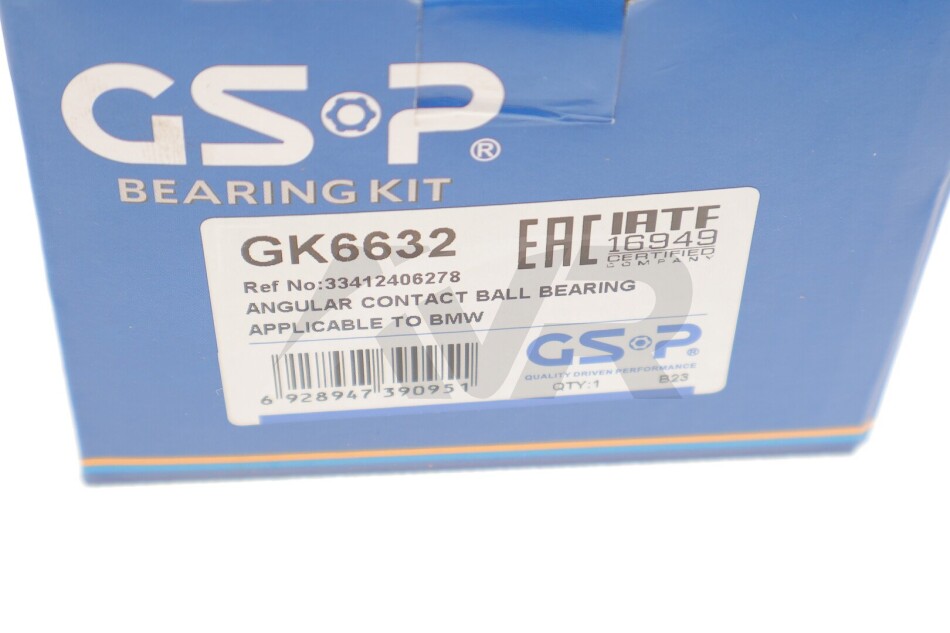 GS•P®
BEARING KIT
GK6632
EAC
IATF
16949
CERTIFIED
COMPANY
Ref No:33412406278
ANGULAR CONTACT BALL BEARING
APPLICABLE TO BMW
GS•P®
QUALITY DRIVEN PERFORMANCE
QTY:1 B23
6 928947 390951